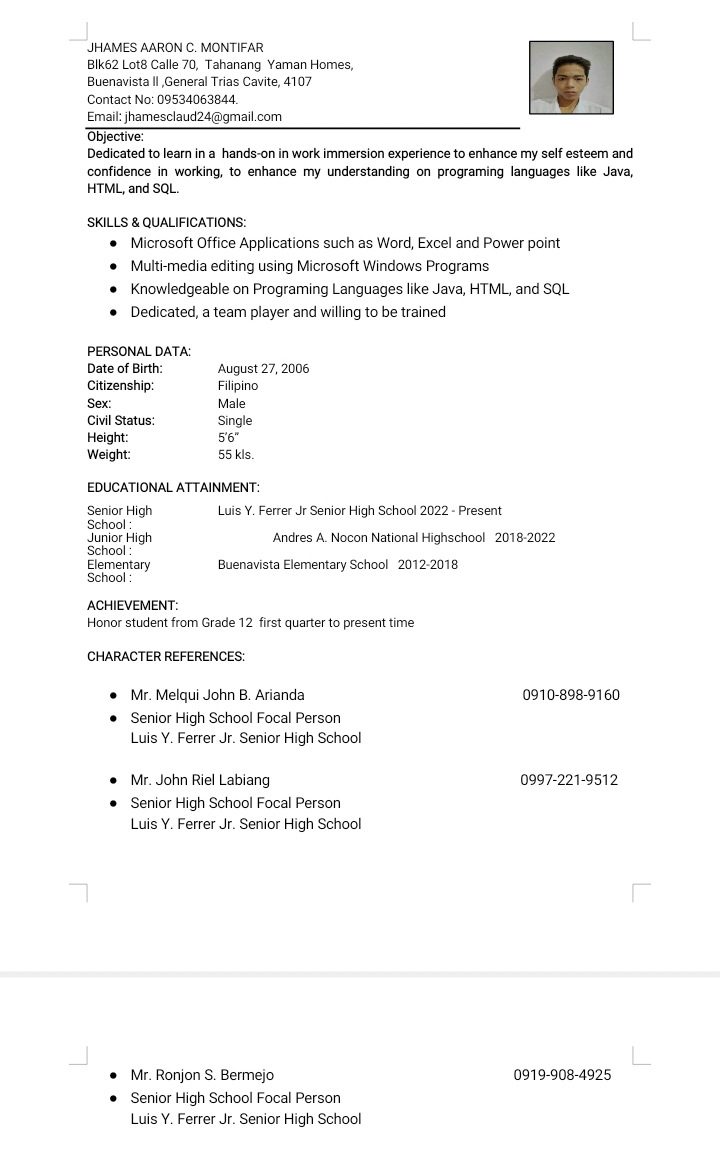 JHAMES AARON C. MONTIFAR
Blk62 Lot8 Calle 70,  Tahanang  Yaman Homes,
Buenavista ll ,General Trias Cavite, 4107
Contact No: 09534063844.
Email: jhamesclaud24@gmail.com
Objective:
Dedicated to learn in a  hands-on in work immersion experience to enhance my self esteem and
confidence in working, to enhance my understanding on programing languages like Java,
HTML, and SQL.
SKILLS & QUALIFICATIONS:
● Microsoft Office Applications such as Word, Excel and Power point
● Multi-media editing using Microsoft Windows Programs
● Knowledgeable on Programing Languages like Java, HTML, and SQL
● Dedicated, a team player and willing to be trained
PERSONAL DATA:
Date of Birth: August 27, 2006
Citizenship: Filipino
Sex: Male
Civil Status: Single
Height: 5'6"
Weight: 55 kls.
EDUCATIONAL ATTAINMENT:
Senior High Luis Y. Ferrer Jr Senior High School 2022 - Present
School :
Junior High Andres A. Nocon National Highschool   2018-2022
School :
Elementary Buenavista Elementary School   2012-2018
School :
ACHIEVEMENT:
Honor student from Grade 12  first quarter to present time
CHARACTER REFERENCES:
● Mr. Melqui John B. Arianda 0910-898-9160
● Senior High School Focal Person
Luis Y. Ferrer Jr. Senior High School
● Mr. John Riel Labiang 0997-221-9512
● Senior High School Focal Person
Luis Y. Ferrer Jr. Senior High School
● Mr. Ronjon S. Bermejo 0919-908-4925
● Senior High School Focal Person
Luis Y. Ferrer Jr. Senior High School